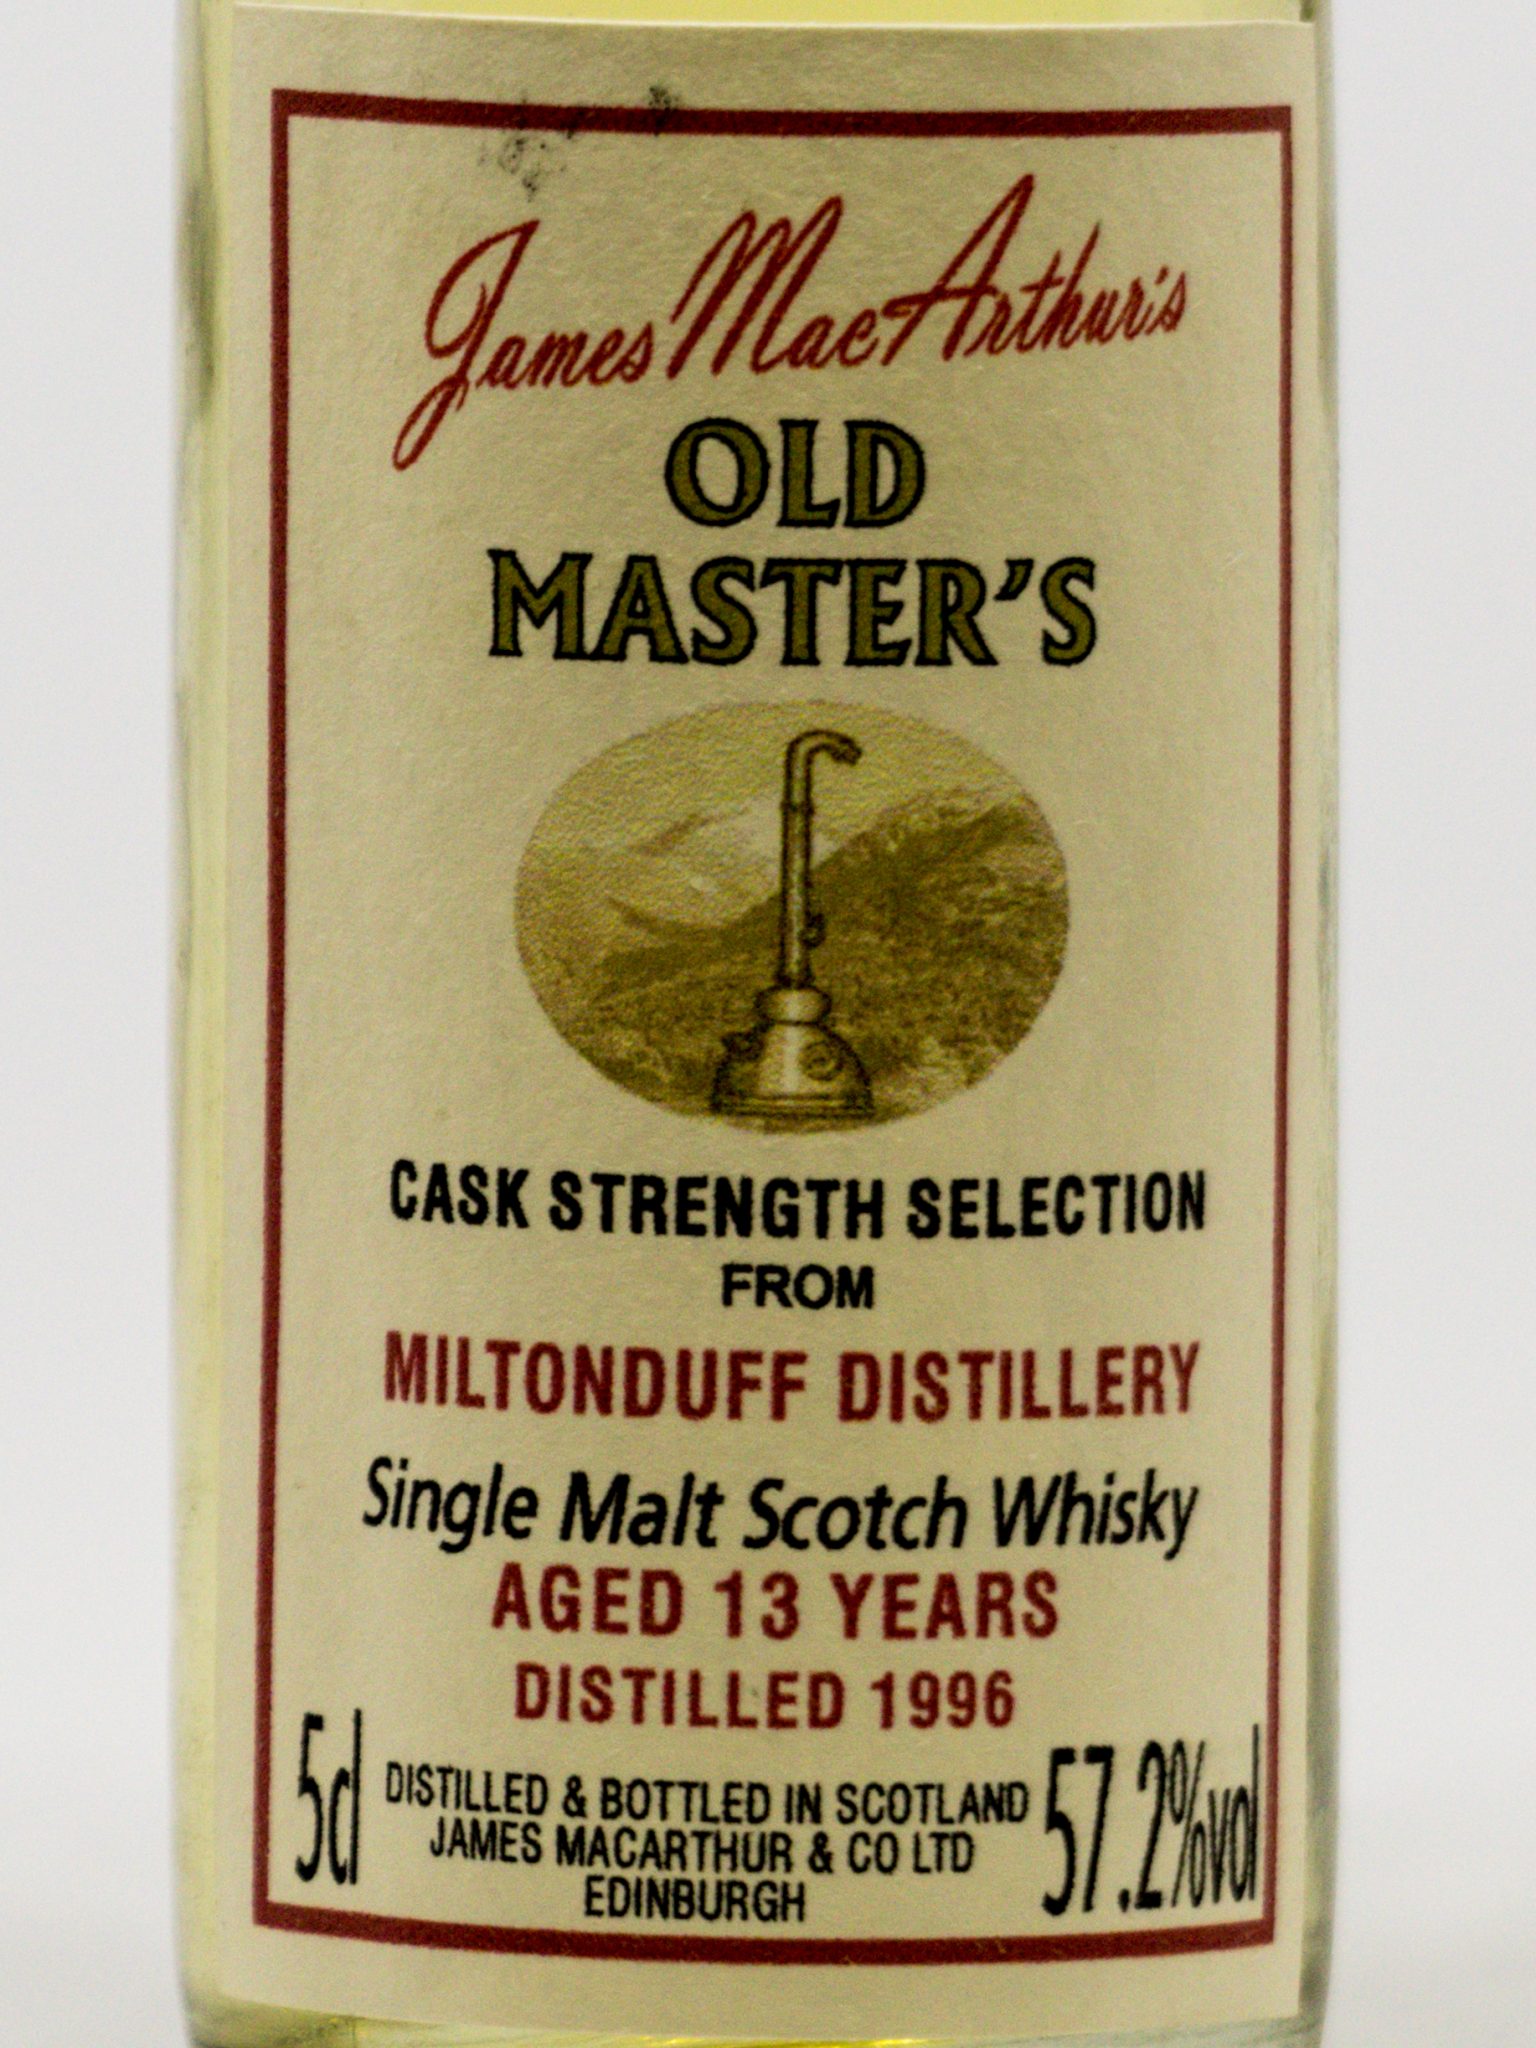 James MacArthur's
OLD
MASTER'S
CASK STRENGTH SELECTION
FROM
MILTONDUFF DISTILLERY
Single Malt Scotch Whisky
AGED 13 YEARS
DISTILLED 1996
5cl
DISTILLED & BOTTLED IN SCOTLAND
JAMES MACARTHUR & CO LTD
EDINBURGH
57.2%vol